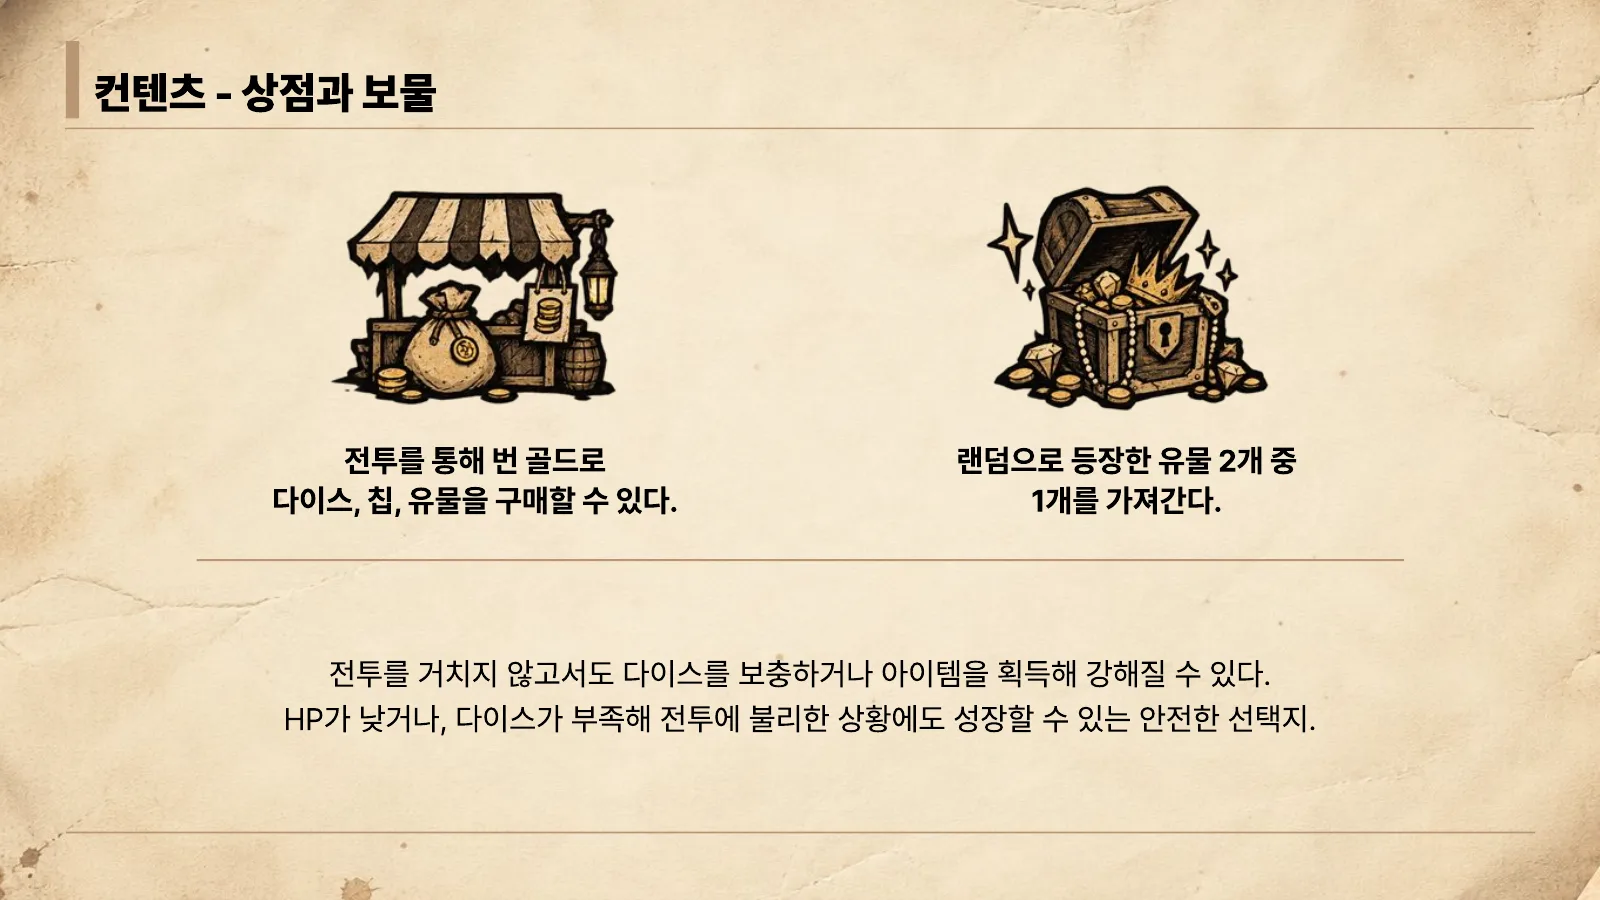 컨텐츠 - 상점과 보물
전투를 통해 번 골드로
다이스, 칩, 유물을 구매할 수 있다.
랜덤으로 등장한 유물 2개 중
1개를 가져간다.
전투를 거치지 않고서도 다이스를 보충하거나 아이템을 획득해 강해질 수 있다.
HP가 낮거나, 다이스가 부족해 전투에 불리한 상황에도 성장할 수 있는 안전한 선택지.